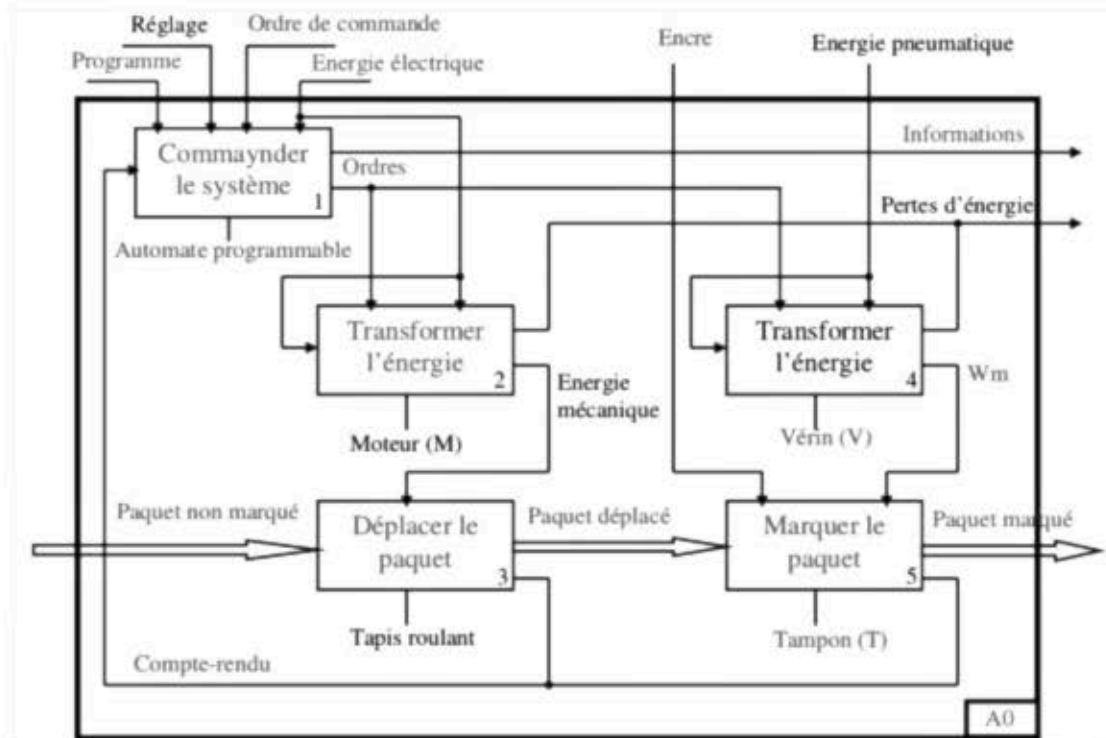 Réglage
Ordre de commande
Encre
Energie pneumatique
Programme
Energie électrique
Informations
Commaynder
le système
1
Ordres
Pertes d'énergie
Automate programmable
Transformer
l'énergie
2
Transformer
l'énergie
4
Energie
mécanique
Wm
Moteur (M)
Vérin (V)
Paquet non marqué
Déplacer le
paquet
3
Paquet déplacé
Marquer le
paquet
5
Paquet marqué
Tapis roulant
Tampon (T)
Compte-rendu
A0